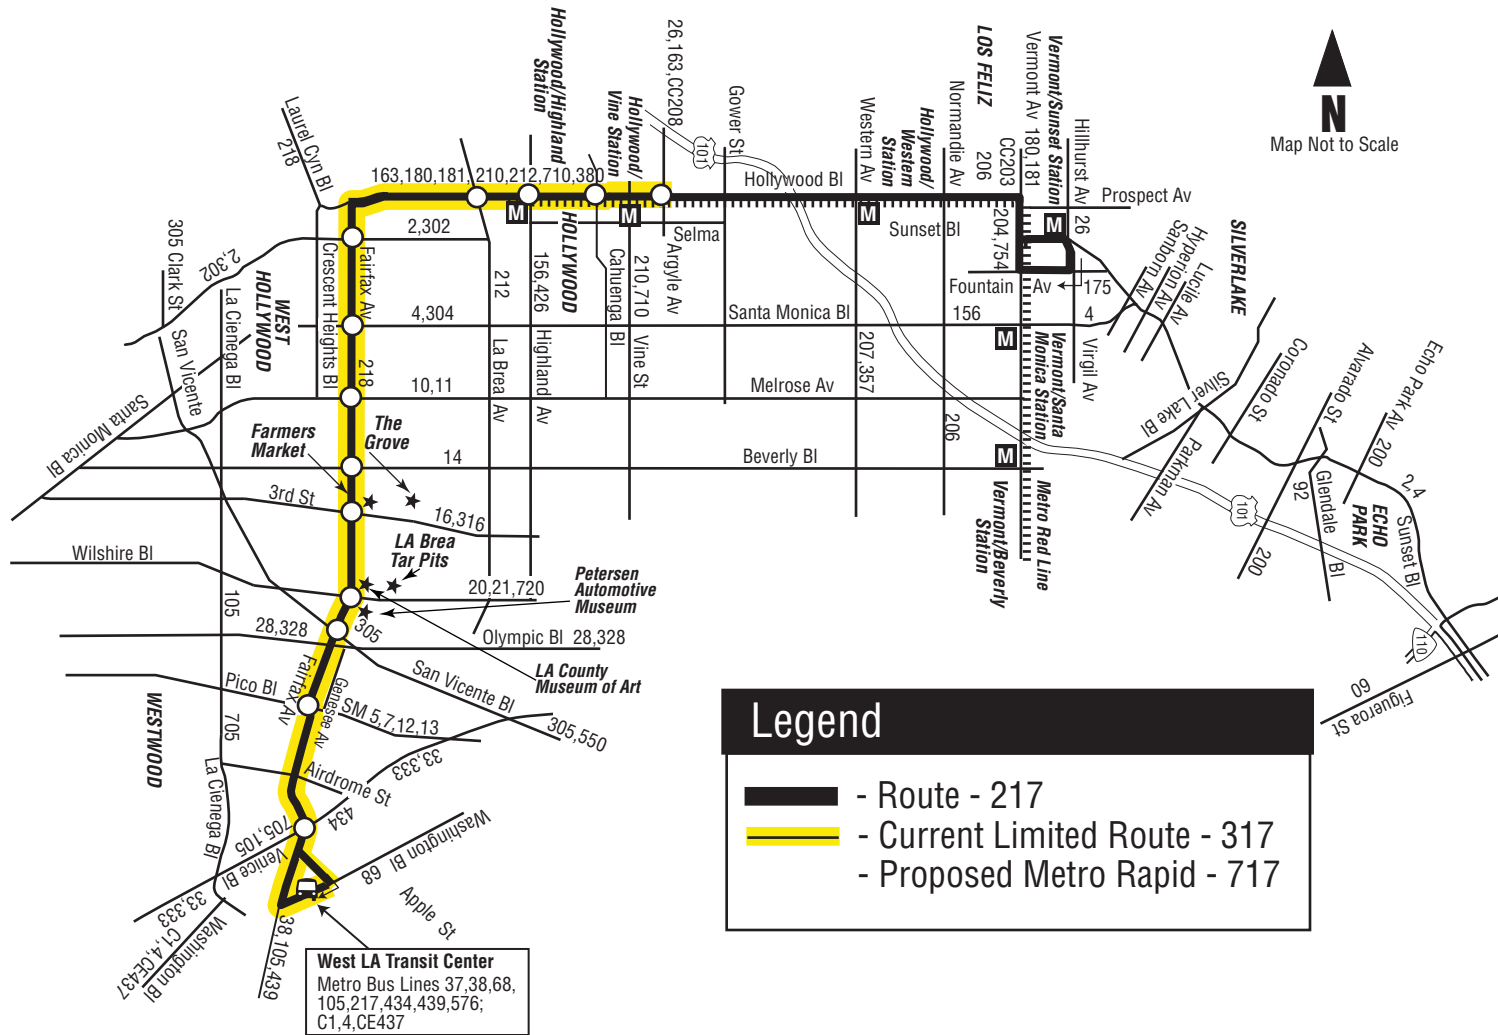 Hollywood/Highland
Station
26,163,CC208
Hollywood/
Vine Station
101
Gower St
Western Av
Hollywood/
Western
Station
Normandie Av
LOS FELIZ
206
CC203
Vermont Av 180,181
Vermont/Sunset Station
Hillhurst Av
26
N
Map Not to Scale
Laurel Cyn Bl
218
163,180,181, 210,212,710,380
Hollywood Bl
Prospect Av
M
M
M
M
HOLLYWOOD
Selma
Sunset Bl
204,754
2,302
2,302
305 Clark St
Fairfax Av
Crescent Heights Bl
212
156,426
Cahuenga Bl
210,710
Argyle Av
Fountain
Av
175
Sanborn Av
Hyperion Av
Lucile Av
SILVERLAKE
WEST
HOLLYWOOD
La Cienega Bl
San Vicente
4,304
Santa Monica Bl
156
4
M
218
La Brea Av
Highland Av
Vine St
207,357
Vermont/Santa
Monica Station
Virgil Av
Coronado St
Alvarado St
Echo Park Av
200
10,11
Melrose Av
206
Silver Lake Bl
Santa Monica Bl
Farmers
Market
The
Grove
14
Beverly Bl
M
Parkman Av
3rd St
16,316
Vermont/Beverly
Station
Metro Red Line
101
92
Glendale Bl
200
ECHO
PARK
2,4
Sunset Bl
Wilshire Bl
LA Brea
Tar Pits
20,21,720
Petersen
Automotive
Museum
105
28,328
305
Olympic Bl 28,328
110
LA County
Museum of Art
Pico Bl
Fairfax Av
Genesee Av
San Vicente Bl
SM 5,7,12,13
305,550
60
Figueroa St
WESTWOOD
705
La Cienega Bl
Airdrome St
33,333
434
705,105
Venice Bl
Washington Bl
68
Apple St
33,333
C1,4,CE437
Washington Bl
38,105,439
West LA Transit Center
Metro Bus Lines 37,38,68,
105,217,434,439,576;
C1,4,CE437
Legend
- Route - 217
- Current Limited Route - 317
- Proposed Metro Rapid - 717